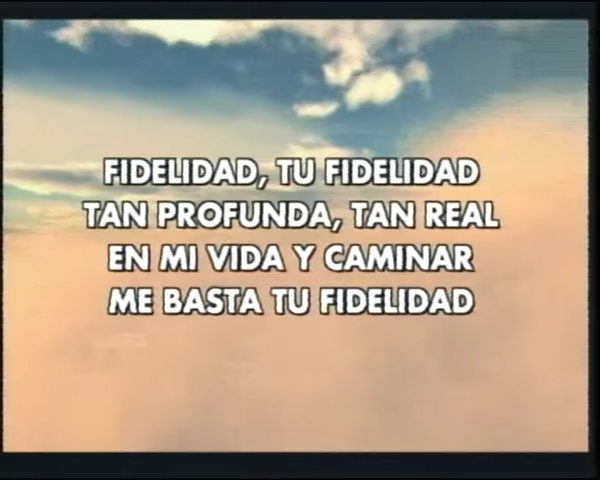 FIDELIDAD, TU FIDELIDAD
TAN PROFUNDA, TAN REAL
EN MI VIDA Y CAMINAR
ME BASTA TU FIDELIDAD